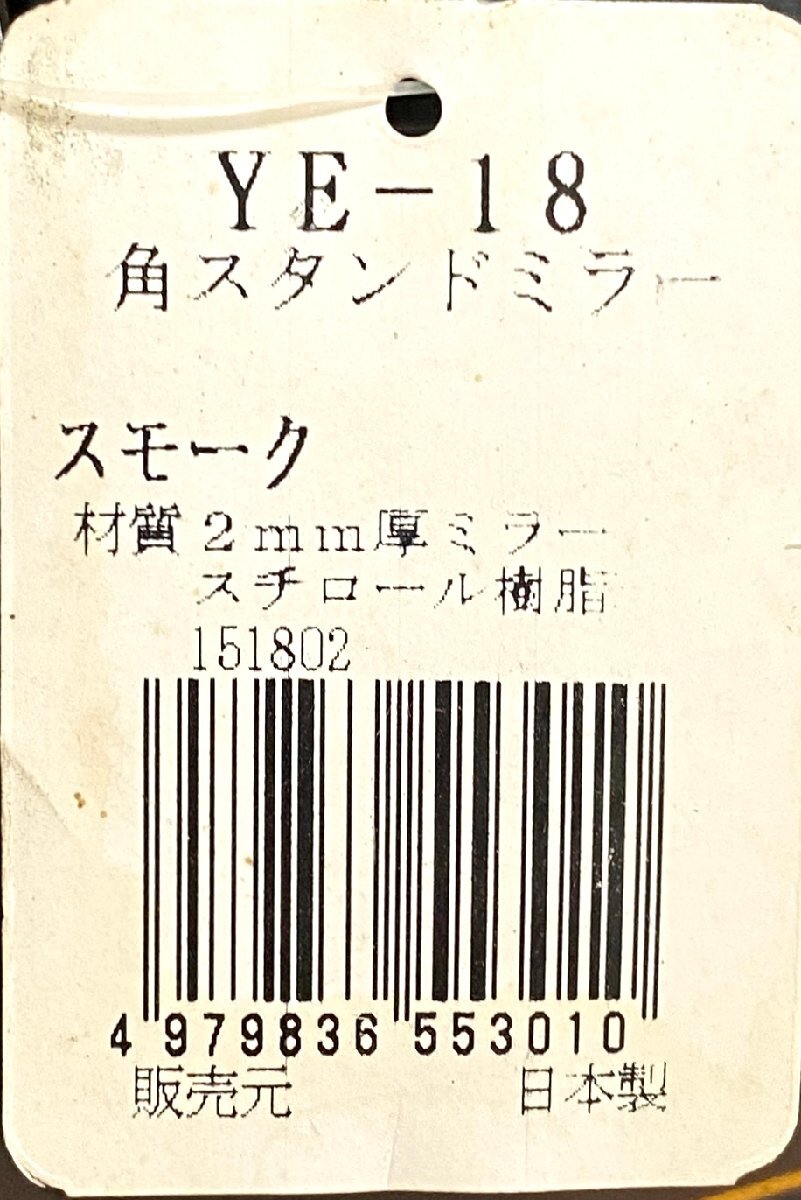 YE-18
角スタンドミラー
スモーク
材質 2mm厚ミラー
スチロール樹脂
151802
4 979836 553010
販売元 日本製